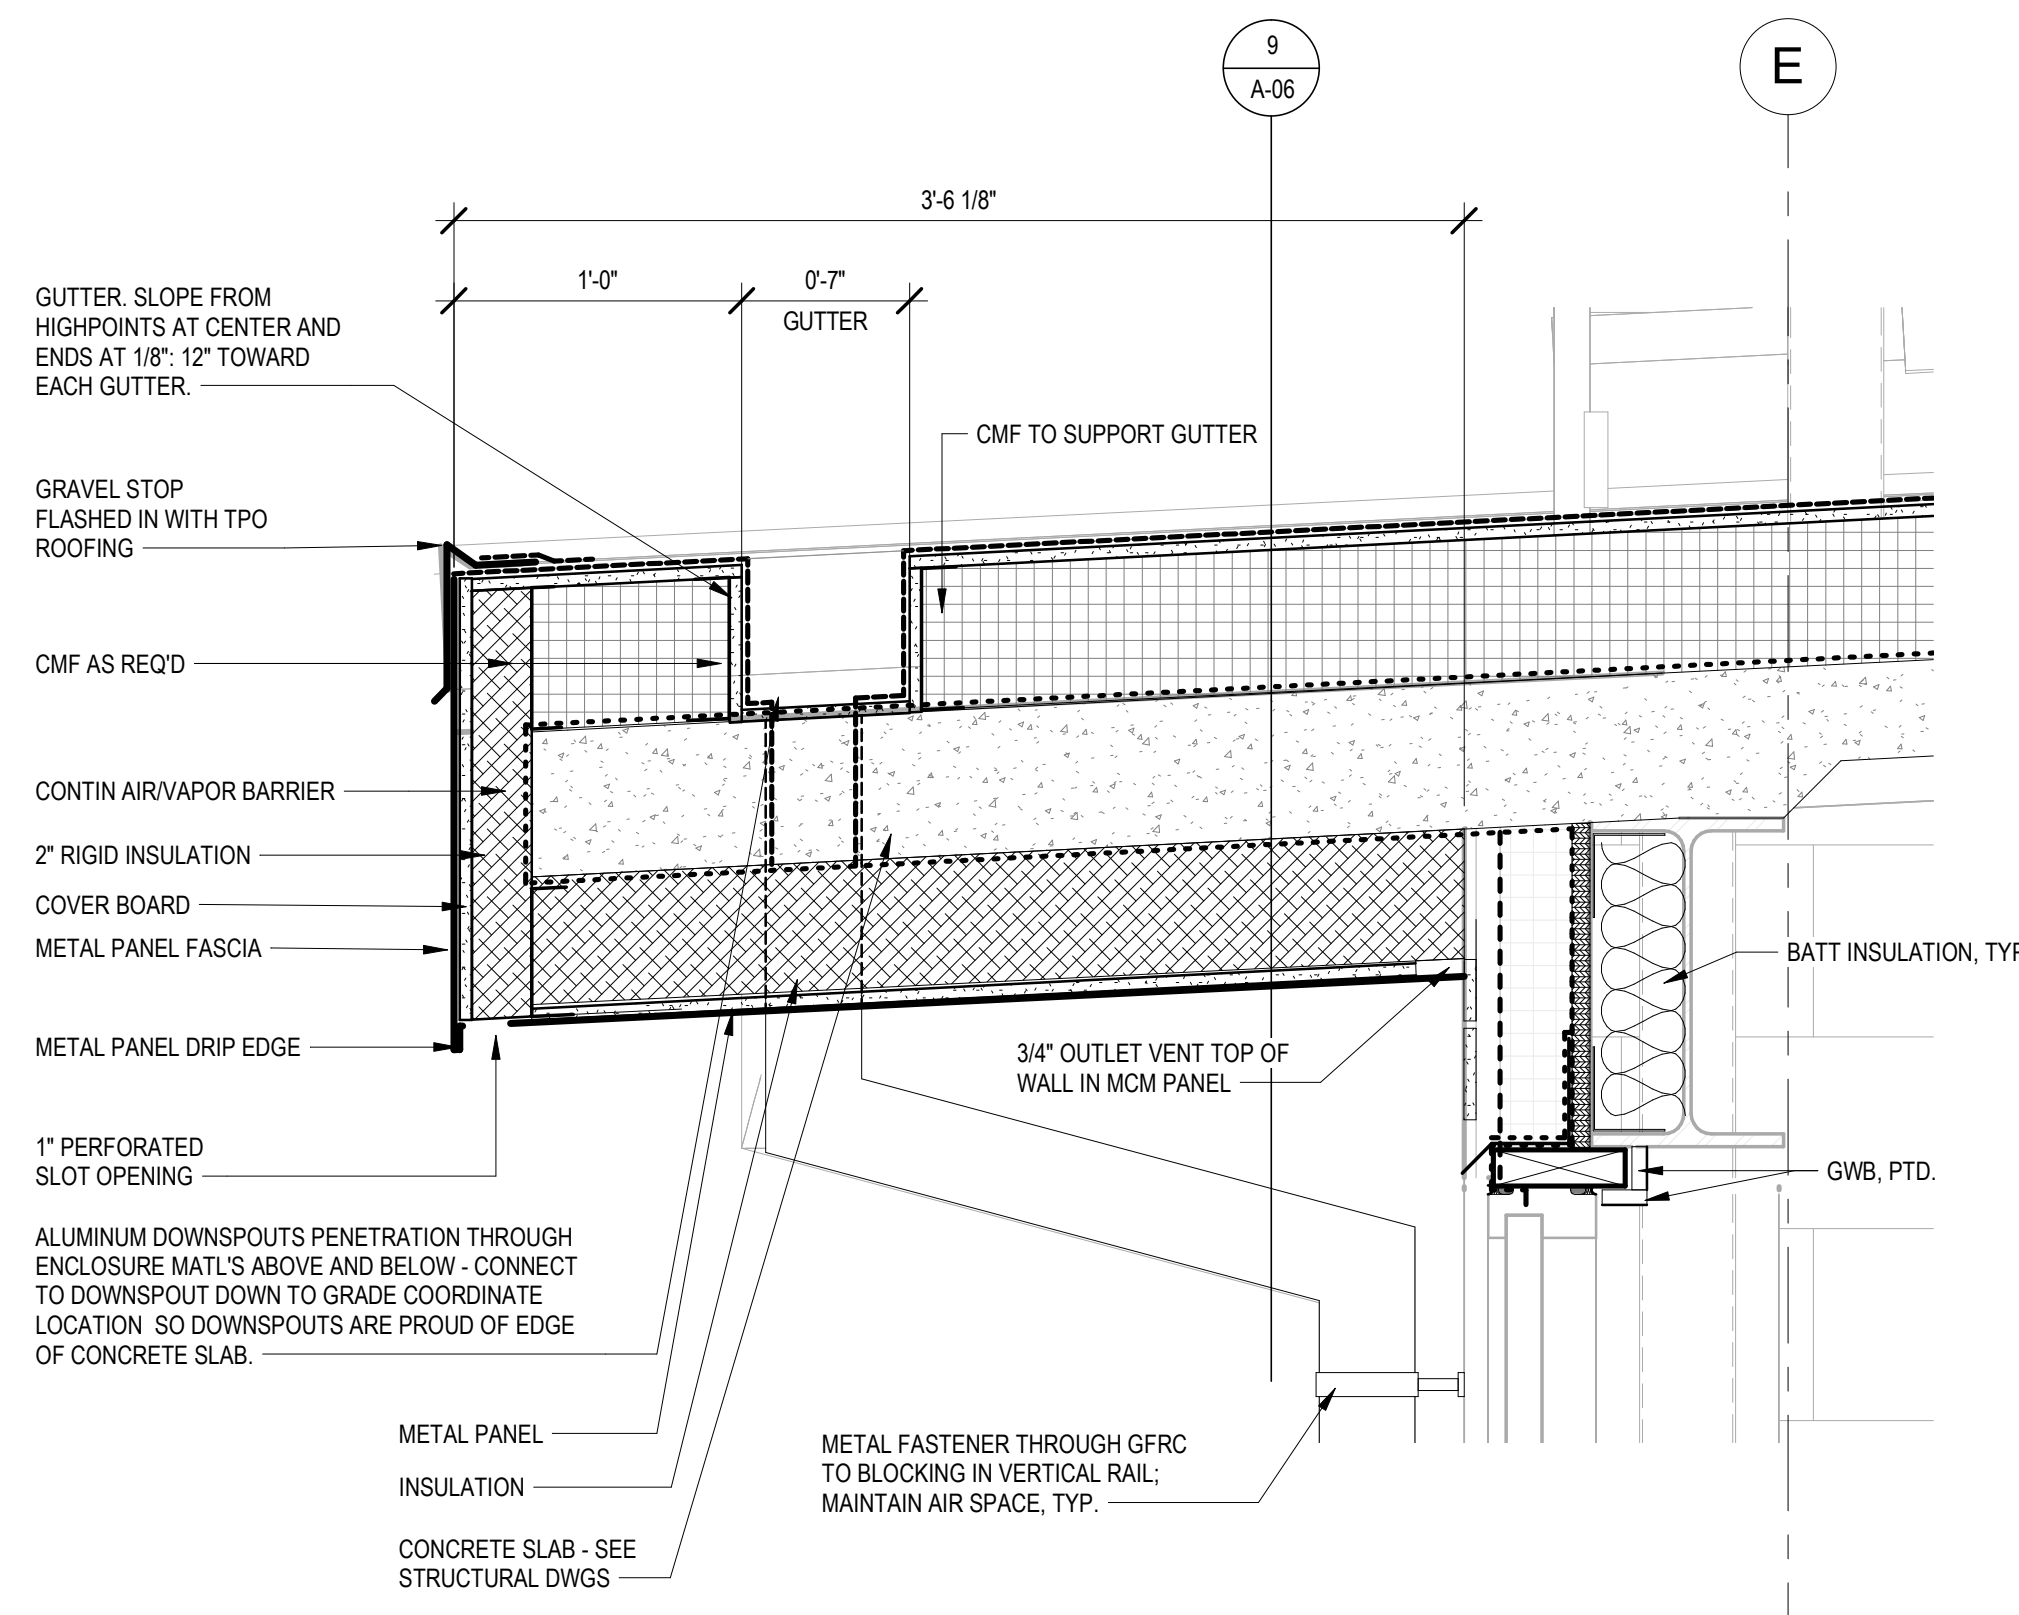 9
A-06
E
3'-6 1/8"
1'-0"
0'-7"
GUTTER
GUTTER. SLOPE FROM
HIGHPOINTS AT CENTER AND
ENDS AT 1/8": 12" TOWARD
EACH GUTTER.
CMF TO SUPPORT GUTTER
GRAVEL STOP
FLASHED IN WITH TPO
ROOFING
CMF AS REQ'D
CONTIN AIR/VAPOR BARRIER
2" RIGID INSULATION
COVER BOARD
METAL PANEL FASCIA
BATT INSULATION, TYP
METAL PANEL DRIP EDGE
3/4" OUTLET VENT TOP OF
WALL IN MCM PANEL
1" PERFORATED
SLOT OPENING
GWB, PTD.
ALUMINUM DOWNSPOUTS PENETRATION THROUGH
ENCLOSURE MATL'S ABOVE AND BELOW - CONNECT
TO DOWNSPOUT DOWN TO GRADE COORDINATE
LOCATION SO DOWNSPOUTS ARE PROUD OF EDGE
OF CONCRETE SLAB.
METAL PANEL
INSULATION
METAL FASTENER THROUGH GFRC
TO BLOCKING IN VERTICAL RAIL;
MAINTAIN AIR SPACE, TYP.
CONCRETE SLAB - SEE
STRUCTURAL DWGS